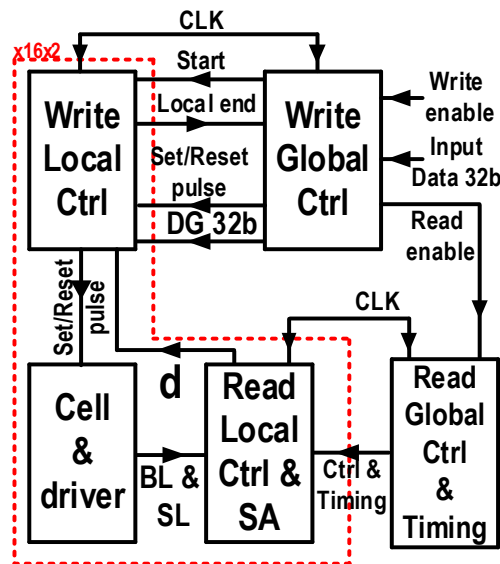 CLK
x16x2
Start
Write
Local
Ctrl
Local end
Set/Reset
pulse
DG 32b
Write
Global
Ctrl
Write
enable
Input
Data 32b
Read
enable
Set/Reset
pulse
CLK
d
Cell
&
driver
BL &
SL
Read
Local
Ctrl &
SA
Ctrl &
Timing
Read
Global
Ctrl
&
Timing